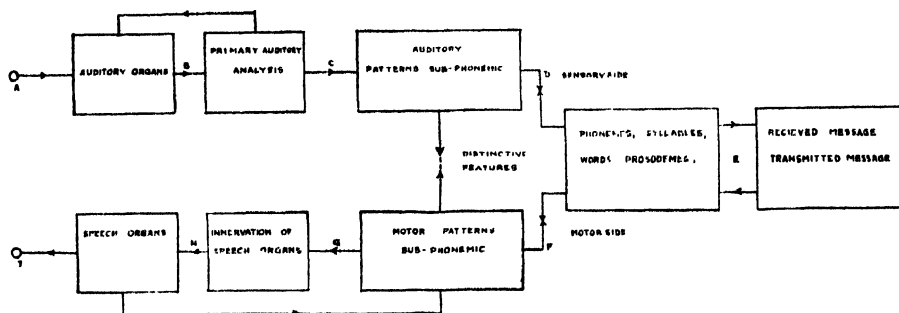 AUDITORY ORGANS
PRIMARY AUDITORY
ANALYSIS
AUDITORY
PATTERNS SUB-PHONEMIC
A
B
C
D SENSORY SIDE
DISTINCTIVE
FEATURES
PHONEMES, SYLLABLES,
WORDS PROSODEMES,
E
RECIEVED MESSAGE
TRANSMITTED MESSAGE
SPEECH ORGANS
INNERVATION OF
SPEECH ORGANS
MOTOR PATTERNS
SUB-PHONEMIC
MOTOR SIDE
F
G
H